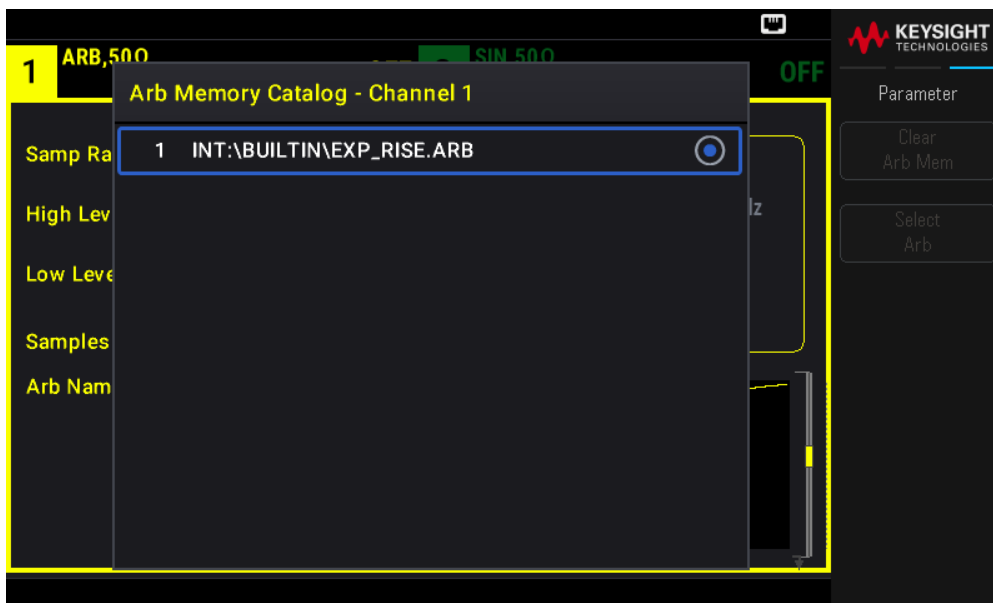 KEYSIGHT
TECHNOLOGIES
1
ARB,50Ω
SIN,50Ω
OFF
Arb Memory Catalog - Channel 1
1 INT:\BUILTIN\EXP_RISE.ARB
Samp Ra
High Lev
Iz
Low Leve
Samples
Arb Nam
Parameter
Clear
Arb Mem
Select
Arb